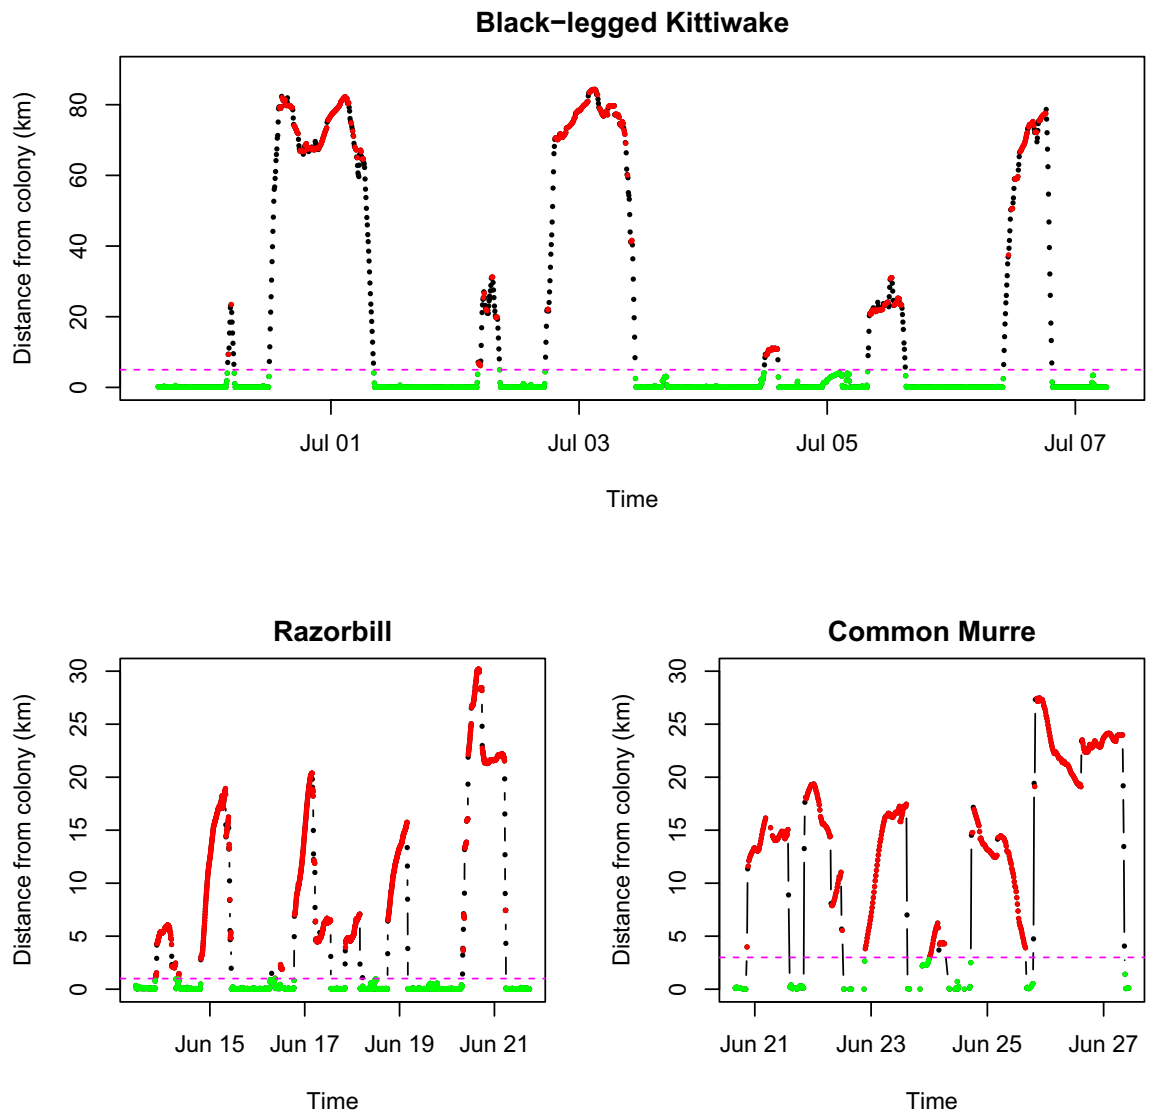 Black−legged Kittiwake
Distance from colony (km)
80
60
40
20
0
Jul 01 Jul 03 Jul 05 Jul 07
Time
Razorbill
Distance from colony (km)
30
25
20
15
10
5
0
Jun 15 Jun 17 Jun 19 Jun 21
Time
Common Murre
Distance from colony (km)
30
25
20
15
10
5
0
Jun 21 Jun 23 Jun 25 Jun 27
Time